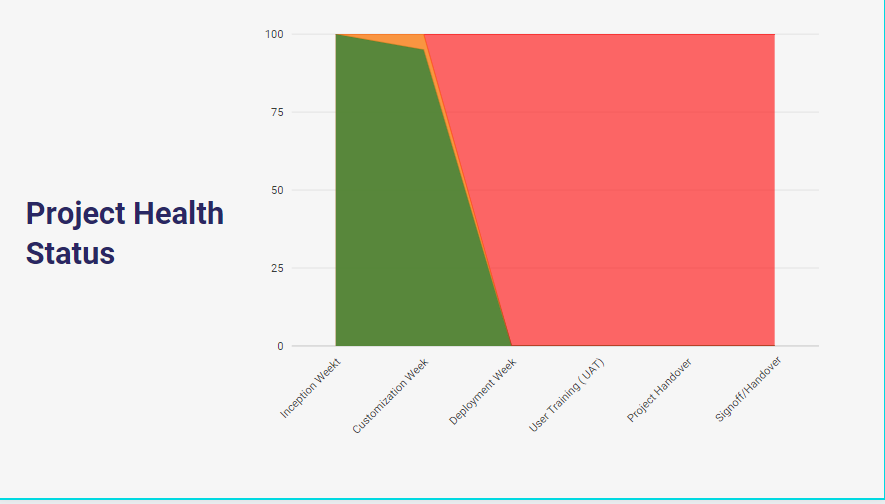 Project Health
Status
100
75
50
25
0
Inception Weekt
Customization Week
Deployment Week
User Training ( UAT)
Project Handover
Signoff/Handover